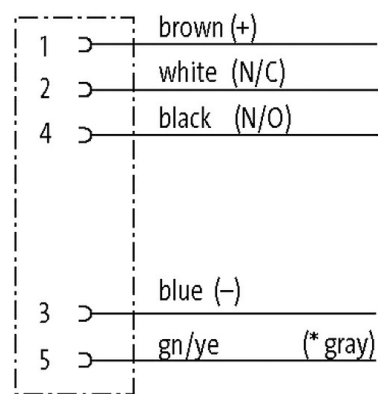 1 brown (+)
2 white (N/C)
4 black (N/O)
3 blue (–)
5 gn/ye (* gray)